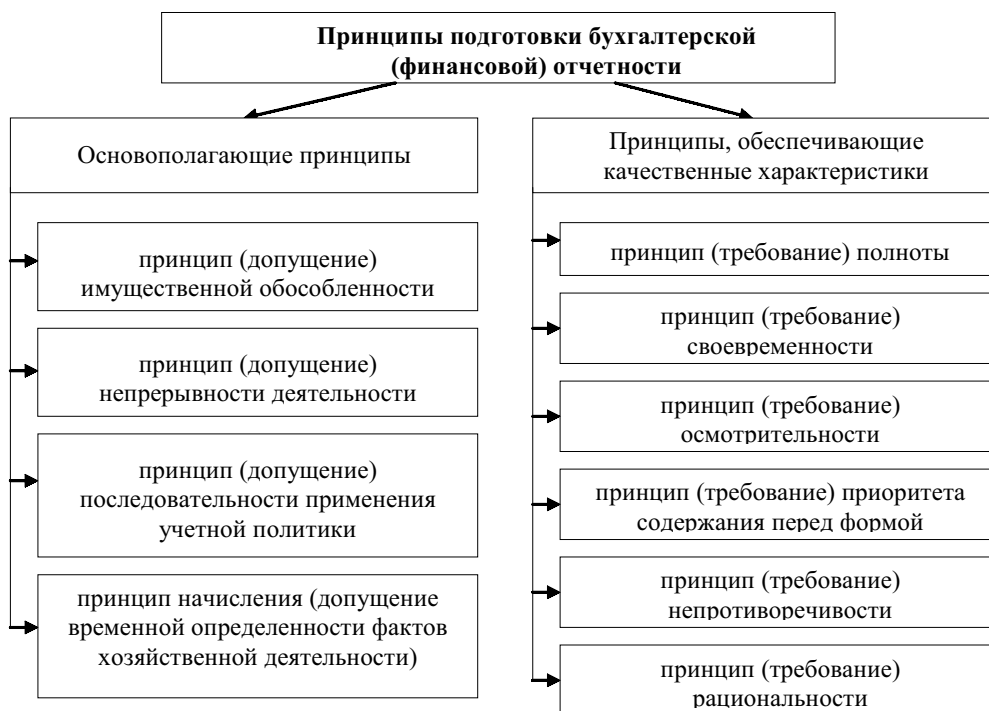 Принципы подготовки бухгалтерской
(финансовой) отчетности
Основополагающие принципы
принцип (допущение)
имущественной обособленности
принцип (допущение)
непрерывности деятельности
принцип (допущение)
последовательности применения
учетной политики
принцип начисления (допущение
временной определенности фактов
хозяйственной деятельности)
Принципы, обеспечивающие
качественные характеристики
принцип (требование) полноты
принцип (требование)
своевременности
принцип (требование)
осмотрительности
принцип (требование) приоритета
содержания перед формой
принцип (требование)
непротиворечивости
принцип (требование)
рациональности